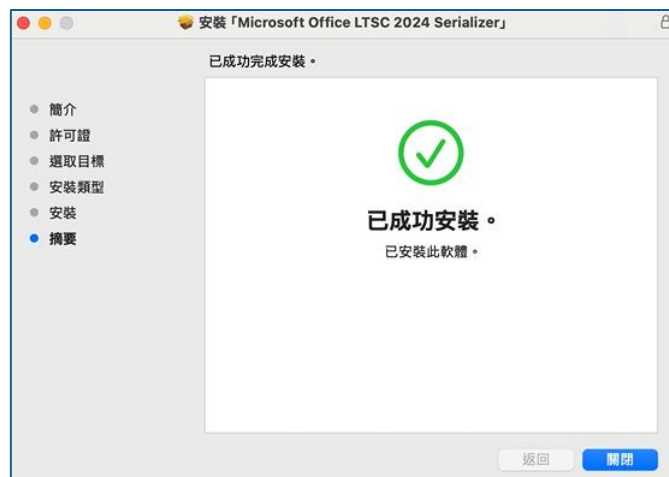 安裝「Microsoft Office LTSC 2024 Serializer」
已成功完成安裝。
簡介
許可證
選取目標
安裝類型
安裝
摘要
已成功安裝。
已安裝此軟體。
返回
關閉